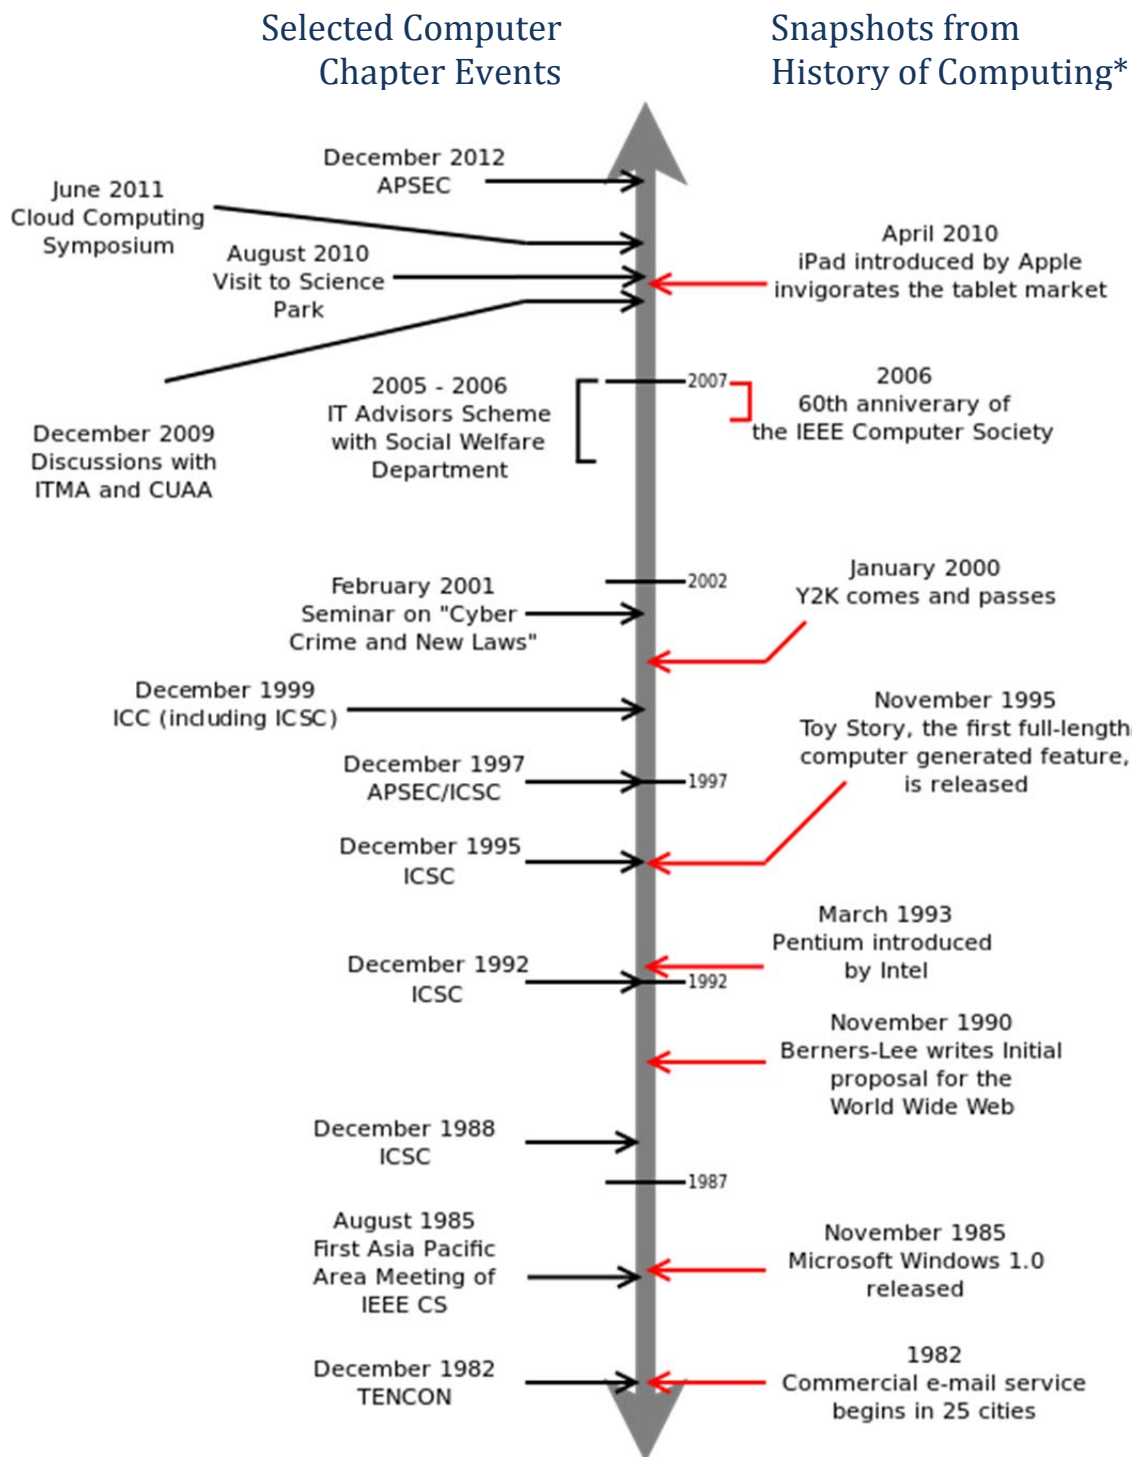 Selected Computer
Chapter Events
Snapshots from
History of Computing*
December 2012
APSEC
June 2011
Cloud Computing
Symposium
August 2010
Visit to Science
Park
April 2010
iPad introduced by Apple
invigorates the tablet market
December 2009
Discussions with
ITMA and CUAA
2005 - 2006
IT Advisors Scheme
with Social Welfare
Department
2007
2006
60th anniverary of
the IEEE Computer Society
2002
February 2001
Seminar on "Cyber
Crime and New Laws"
January 2000
Y2K comes and passes
December 1999
ICC (including ICSC)
November 1995
Toy Story, the first full-length
computer generated feature,
is released
December 1997
APSEC/ICSC
1997
December 1995
ICSC
March 1993
Pentium introduced
by Intel
December 1992
ICSC
1992
November 1990
Berners-Lee writes Initial
proposal for the
World Wide Web
December 1988
ICSC
1987
August 1985
First Asia Pacific
Area Meeting of
IEEE CS
November 1985
Microsoft Windows 1.0
released
December 1982
TENCON
1982
Commercial e-mail service
begins in 25 cities